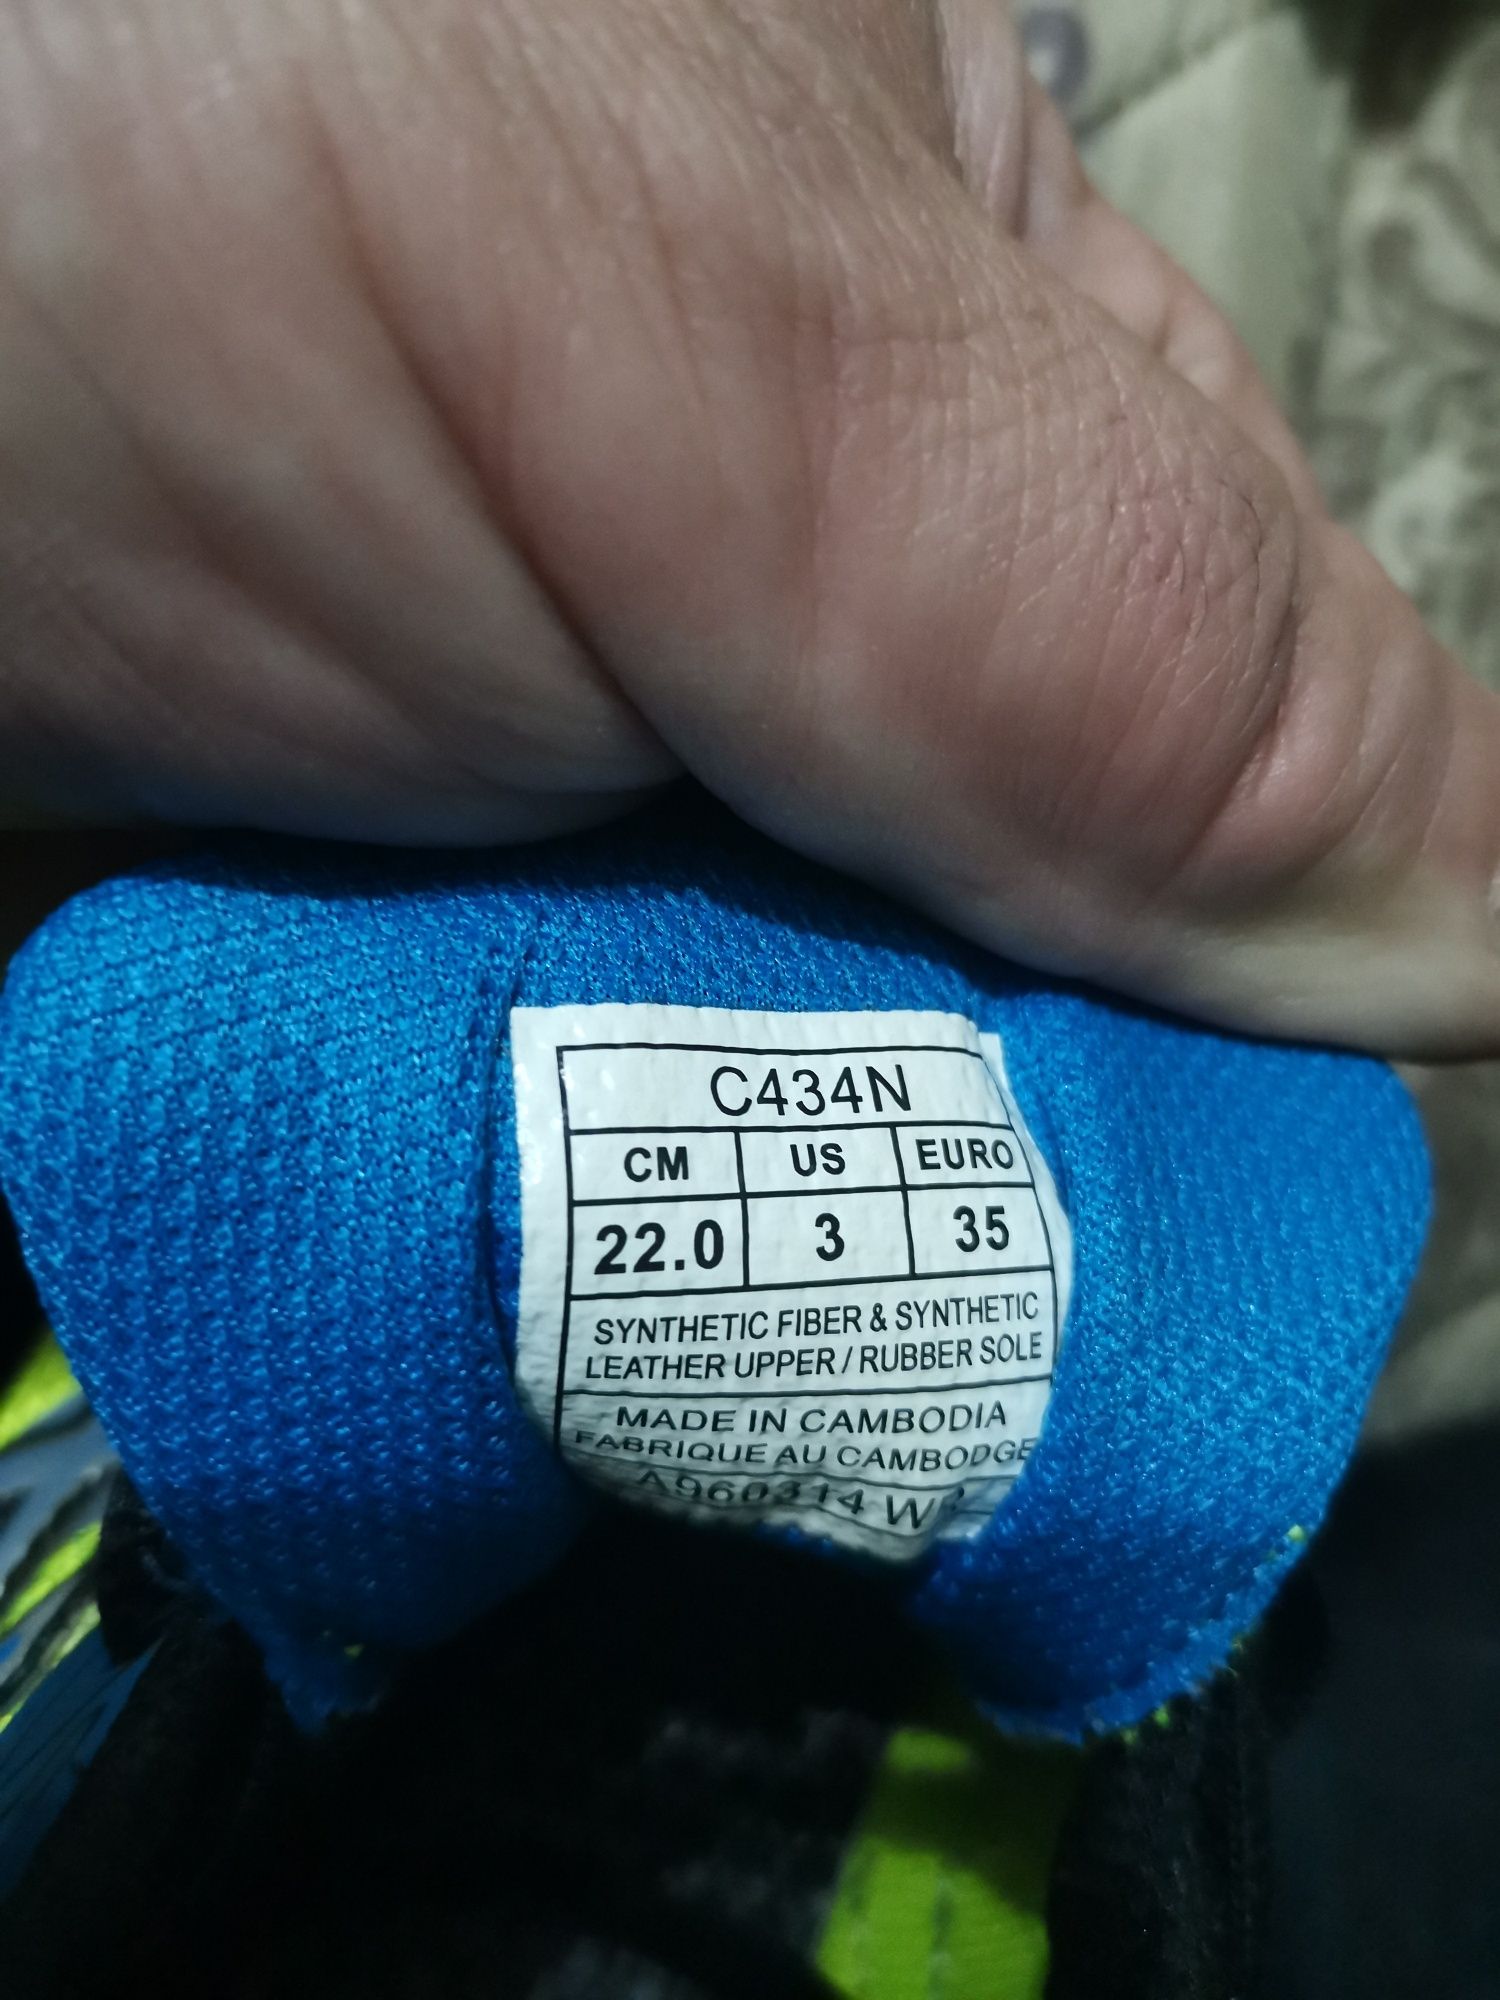 C434N
CM US EURO
22.0 3 35
SYNTHETIC FIBER & SYNTHETIC
LEATHER UPPER / RUBBER SOLE
MADE IN CAMBODIA
FABRIQUE AU CAMBODGE
A960314